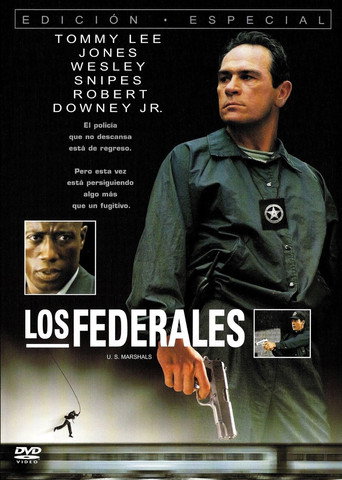 EDICIÓN · ESPECIAL
TOMMY LEE
JONES
WESLEY
SNIPES
ROBERT
DOWNEY JR.
El policía
que no descansa
está de regreso.
Pero esta vez
está persiguiendo
algo más
que un fugitivo.
LOS FEDERALES
U. S. MARSHALS
DVD
VIDEO